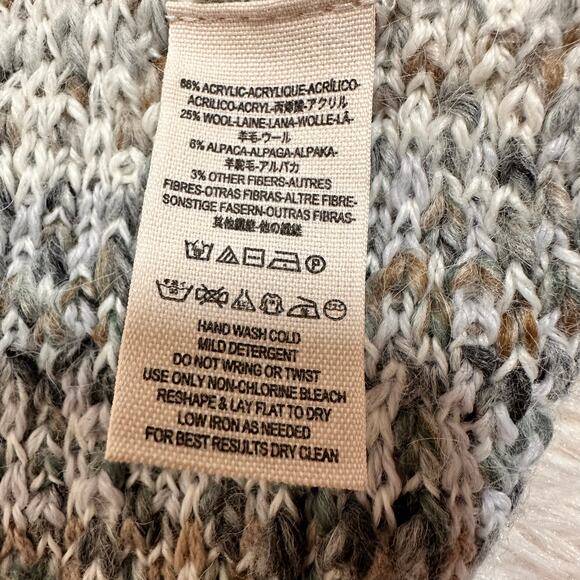 66% ACRYLIC-ACRYLIQUE-ACRÍLICO-
ACRILICO-ACRYL-丙烯酸-アクリル
25% WOOL-LAINE-LANA-WOLLE-LÃ-
羊毛-ウール
6% ALPACA-ALPAGA-ALPAKA-
羊駝毛-アルパカ
3% OTHER FIBERS-AUTRES
FIBRES-OTRAS FIBRAS-ALTRE FIBRE-
SONSTIGE FASERN-OUTRAS FIBRAS-
其他纖維-他の繊維
HAND WASH COLD
MILD DETERGENT
DO NOT WRING OR TWIST
USE ONLY NON-CHLORINE BLEACH
RESHAPE & LAY FLAT TO DRY
LOW IRON AS NEEDED
FOR BEST RESULTS DRY CLEAN